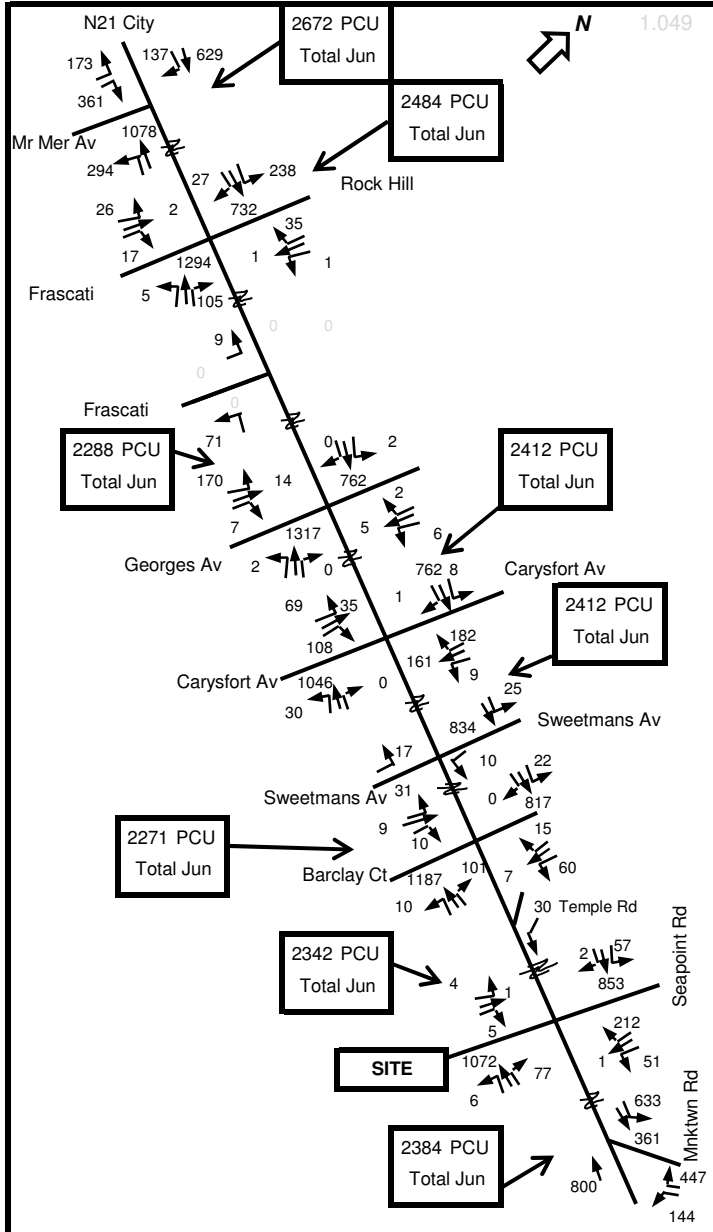 N21 City
2672 PCU
Total Jun
N
1.049
173
137
629
361
2484 PCU
Total Jun
Mr Mer Av
1078
294
27
238
Rock Hill
26
2
732
35
17
1294
1
1
Frascati
5
105
0
0
9
0
Frascati
0
71
2288 PCU
Total Jun
0
2
2412 PCU
Total Jun
170
14
762
2
7
1317
5
6
Georges Av
2
0
762
8
Carysfort Av
69
35
1
2412 PCU
Total Jun
108
182
161
9
Carysfort Av
1046
0
25
30
834
Sweetmans Av
17
10
22
Sweetmans Av
31
0
817
2271 PCU
Total Jun
9
10
15
Barclay Ct
1187
101
7
60
10
30
Temple Rd
2342 PCU
Total Jun
2
57
Seapoint Rd
4
1
853
5
212
SITE
1072
77
1
51
6
633
Mnktwn Rd
2384 PCU
Total Jun
361
800
447
144